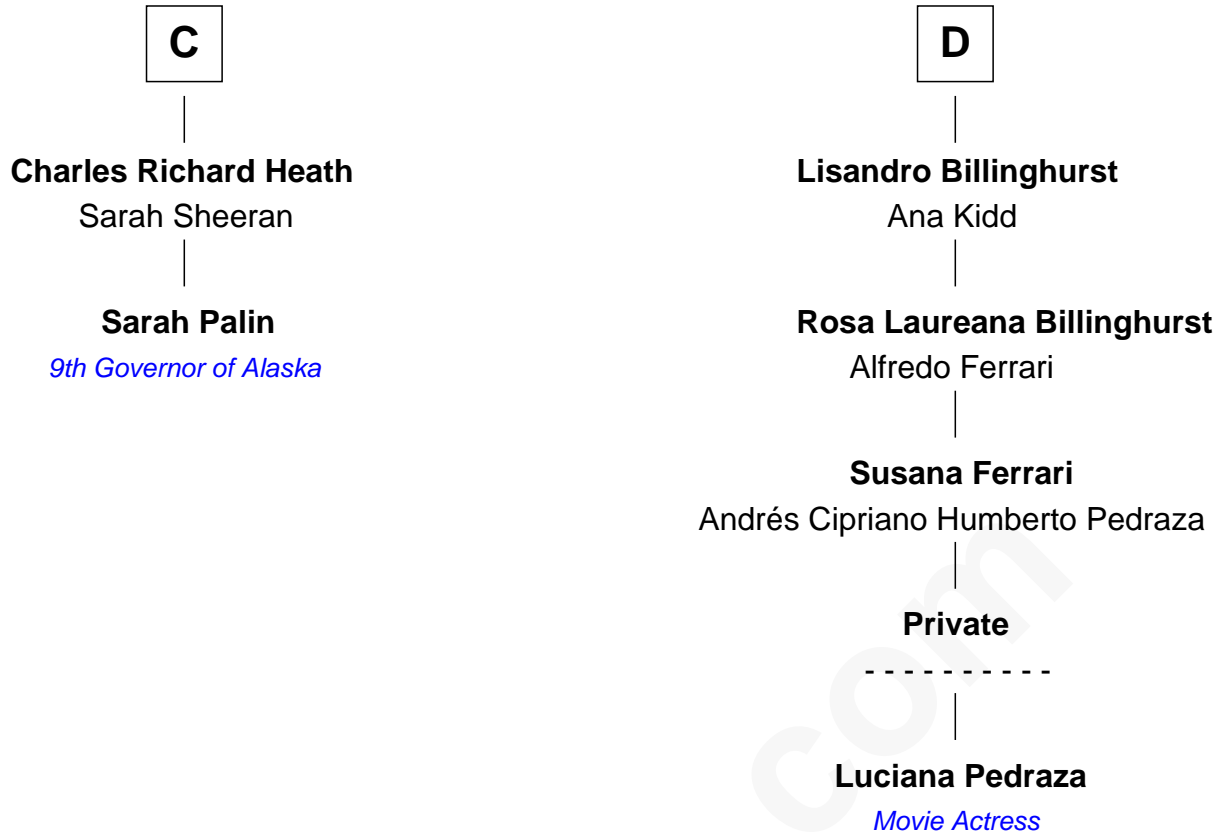 C
Charles Richard Heath
Sarah Sheeran
Sarah Palin
9th Governor of Alaska
D
Lisandro Billinghurst
Ana Kidd
Rosa Laureana Billinghurst
Alfredo Ferrari
Susana Ferrari
Andrés Cipriano Humberto Pedraza
Private
- - - - - - - - - -
Luciana Pedraza
Movie Actress
com